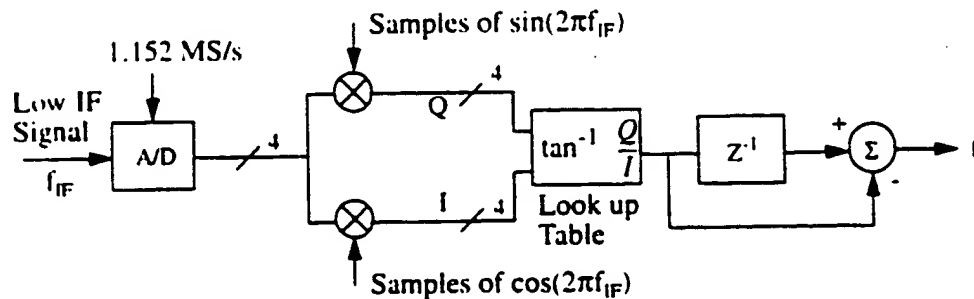 Samples of sin(2πf_IF)
1.152 MS/s
Low IF
Signal
f_IF
A/D
4
Q
4
I
4
tan⁻¹ Q/I
Look up
Table
Z⁻¹
+
Σ
-
f
Samples of cos(2πf_IF)